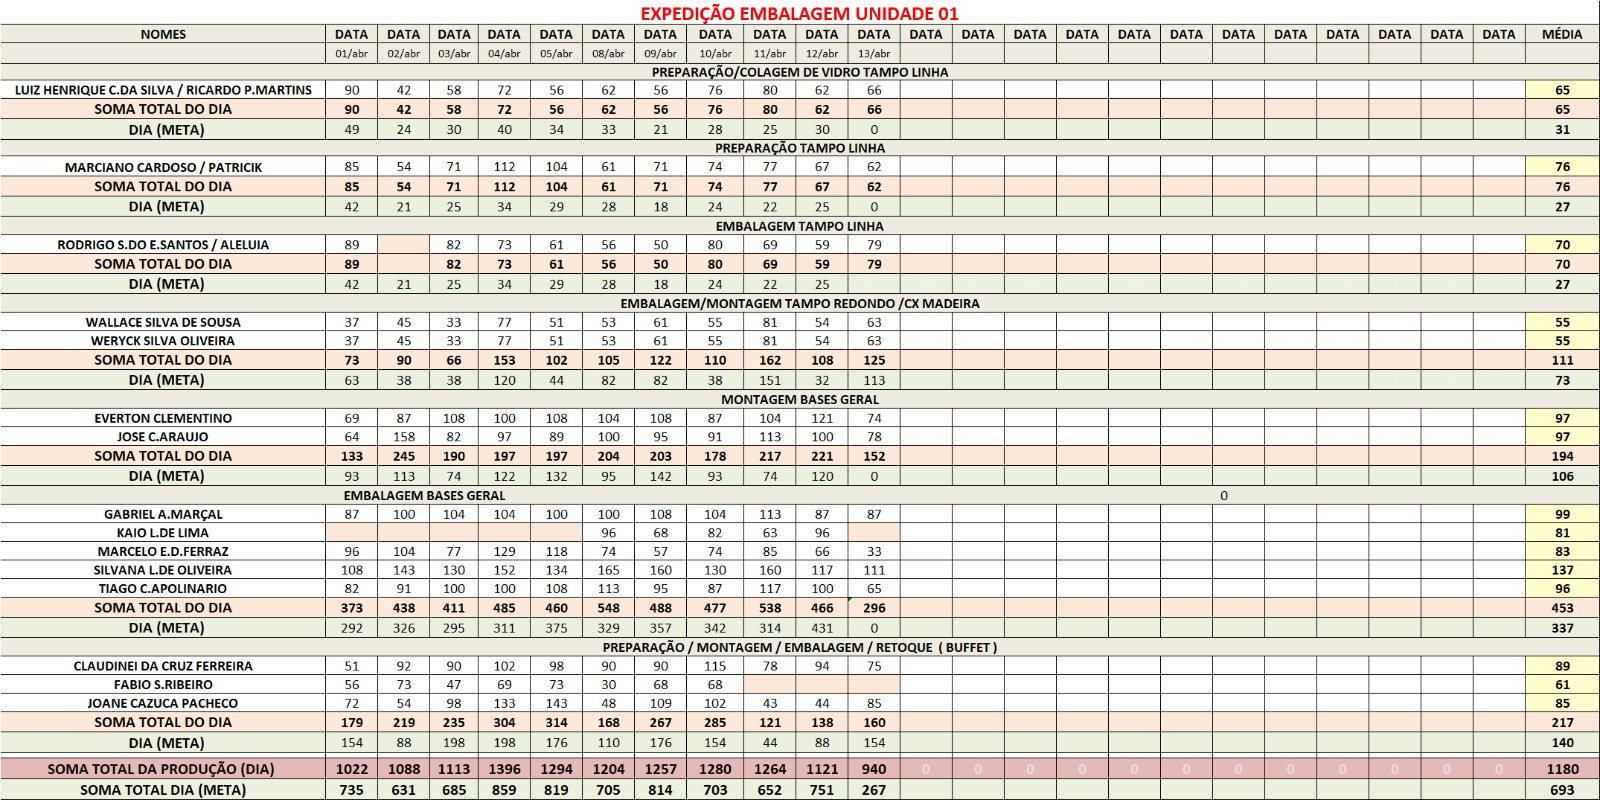 EXPEDIÇÃO EMBALAGEM UNIDADE 01
NOMES DATA DATA DATA DATA DATA DATA DATA DATA DATA DATA DATA DATA DATA DATA DATA DATA DATA DATA DATA DATA DATA DATA DATA MÉDIA
01/abr 02/abr 03/abr 04/abr 05/abr 08/abr 09/abr 10/abr 11/abr 12/abr 13/abr
PREPARAÇÃO/COLAGEM DE VIDRO TAMPO LINHA
LUIZ HENRIQUE C.DA SILVA / RICARDO P.MARTINS 90 42 58 72 56 62 56 76 80 62 66 65
SOMA TOTAL DO DIA 90 42 58 72 56 62 56 76 80 62 66 65
DIA (META) 49 24 30 40 34 33 21 28 25 30 0 31
PREPARAÇÃO TAMPO LINHA
MARCIANO CARDOSO / PATRICIK 85 54 71 112 104 61 71 74 77 67 62 76
SOMA TOTAL DO DIA 85 54 71 112 104 61 71 74 77 67 62 76
DIA (META) 42 21 25 34 29 28 18 24 22 25 0 27
EMBALAGEM TAMPO LINHA
RODRIGO S.DO E.SANTOS / ALELUIA 89 82 73 61 56 50 80 69 59 79 70
SOMA TOTAL DO DIA 89 82 73 61 56 50 80 69 59 79 70
DIA (META) 42 21 25 34 29 28 18 24 22 25 27
EMBALAGEM/MONTAGEM TAMPO REDONDO /CX MADEIRA
WALLACE SILVA DE SOUSA 37 45 33 77 51 53 61 55 81 54 63 55
WERYCK SILVA OLIVEIRA 37 45 33 77 51 53 61 55 81 54 63 55
SOMA TOTAL DO DIA 73 90 66 153 102 105 122 110 162 108 125 111
DIA (META) 63 38 38 120 44 82 82 38 151 32 113 73
MONTAGEM BASES GERAL
EVERTON CLEMENTINO 69 87 108 100 108 104 108 87 104 121 74 97
JOSE C.ARAUJO 64 158 82 97 89 100 95 91 113 100 78 97
SOMA TOTAL DO DIA 133 245 190 197 197 204 203 178 217 221 152 194
DIA (META) 93 113 74 122 132 95 142 93 74 120 0 106
EMBALAGEM BASES GERAL 0
GABRIEL A.MARÇAL 87 100 104 104 100 100 108 104 113 87 87 99
KAIO L.DE LIMA 96 68 82 63 96 81
MARCELO E.D.FERRAZ 96 104 77 129 118 74 57 74 85 66 33 83
SILVANA L.DE OLIVEIRA 108 143 130 152 134 165 160 130 160 117 111 137
TIAGO C.APOLINARIO 82 91 100 100 108 113 95 87 117 100 65 96
SOMA TOTAL DO DIA 373 438 411 485 460 548 488 477 538 466 296 453
DIA (META) 292 326 295 311 375 329 357 342 314 431 0 337
PREPARAÇÃO / MONTAGEM / EMBALAGEM / RETOQUE ( BUFFET )
CLAUDINEI DA CRUZ FERREIRA 51 92 90 102 98 90 90 115 78 94 75 89
FABIO S.RIBEIRO 56 73 47 69 73 30 68 68 61
JOANE CAZUCA PACHECO 72 54 98 133 143 48 109 102 43 44 85 85
SOMA TOTAL DO DIA 179 219 235 304 314 168 267 285 121 138 160 217
DIA (META) 154 88 198 198 176 110 176 154 44 88 154 140
SOMA TOTAL DA PRODUÇÃO (DIA) 1022 1088 1113 1396 1294 1204 1257 1280 1264 1121 940 0 0 0 0 0 0 0 0 0 0 0 0 1180
SOMA TOTAL DIA (META) 735 631 685 859 819 705 814 703 652 751 267 693